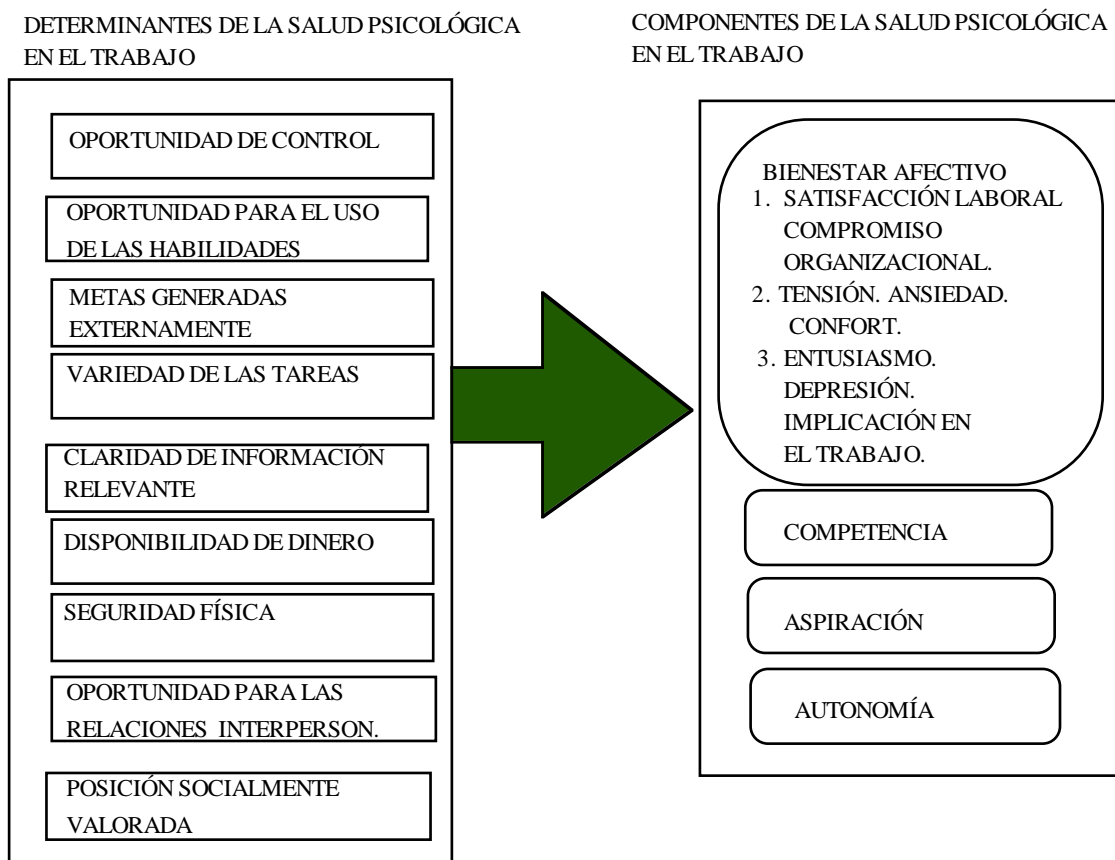 DETERMINANTES DE LA SALUD PSICOLÓGICA
EN EL TRABAJO
OPORTUNIDAD DE CONTROL
OPORTUNIDAD PARA EL USO
DE LAS HABILIDADES
METAS GENERADAS
EXTERNAMENTE
VARIEDAD DE LAS TAREAS
CLARIDAD DE INFORMACIÓN
RELEVANTE
DISPONIBILIDAD DE DINERO
SEGURIDAD FÍSICA
OPORTUNIDAD PARA LAS
RELACIONES INTERPERSON.
POSICIÓN SOCIALMENTE
VALORADA
COMPONENTES DE LA SALUD PSICOLÓGICA
EN EL TRABAJO
BIENESTAR AFECTIVO
1. SATISFACCIÓN LABORAL
COMPROMISO
ORGANIZACIONAL.
2. TENSIÓN. ANSIEDAD.
CONFORT.
3. ENTUSIASMO.
DEPRESIÓN.
IMPLICACIÓN EN
EL TRABAJO.
COMPETENCIA
ASPIRACIÓN
AUTONOMÍA